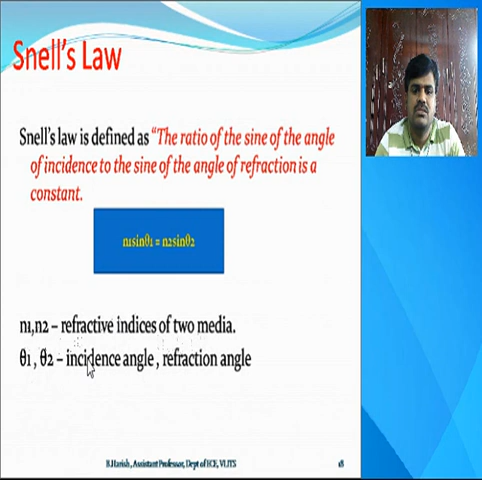 Snell's Law
Snell's law is defined as "The ratio of the sine of the angle
of incidence to the sine of the angle of refraction is a
constant.
n1sinθ1 = n2sinθ2
n1,n2 – refractive indices of two media.
θ1 , θ2 – incidence angle , refraction angle
B.Harish , Assistant Professor, Dept of ECE, VLITS
18